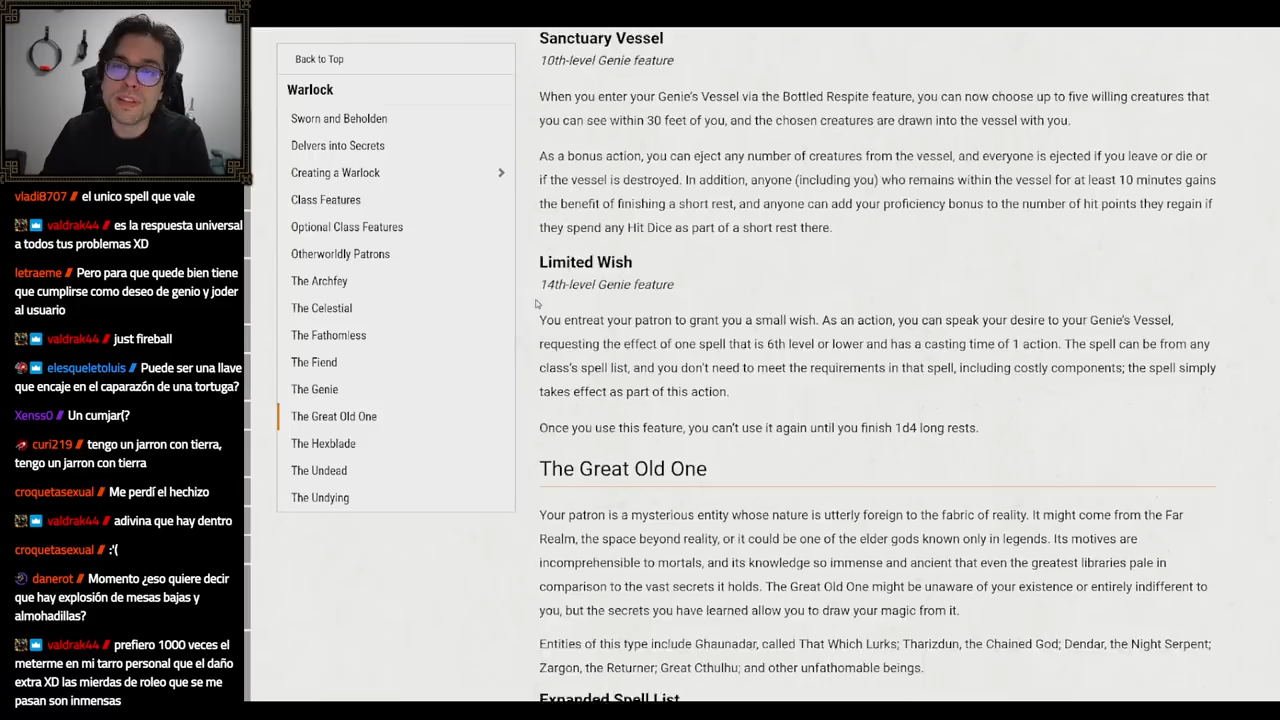 vladi8707 // el unico spell que vale
valdrak44 // es la respuesta universal
a todos tus problemas XD
letraeme // Pero para que quede bien tiene
que cumplirse como deseo de genio y joder
al usuario
valdrak44 // just fireball
elesqueletoluis // Puede ser una llave
que encaje en el caparazón de una tortuga?
Xenss0 // Un cumjar(?
curi219 // tengo un jarron con tierra,
tengo un jarron con tierra
croquetasexual // Me perdí el hechizo
valdrak44 // adivina que hay dentro
croquetasexual // :'(
danerot // Momento ¿eso quiere decir
que hay explosión de mesas bajas y
almohadillas?
valdrak44 // prefiero 1000 veces el
meterme en mi tarro personal que el daño
extra XD las mierdas de roleo que se me
pasan son inmensas
Back to Top
Warlock
Sworn and Beholden
Delvers into Secrets
Creating a Warlock
Class Features
Optional Class Features
Otherworldly Patrons
The Archfey
The Celestial
The Fathomless
The Fiend
The Genie
The Great Old One
The Hexblade
The Undead
The Undying
Sanctuary Vessel
10th-level Genie feature
When you enter your Genie's Vessel via the Bottled Respite feature, you can now choose up to five willing creatures that
you can see within 30 feet of you, and the chosen creatures are drawn into the vessel with you.
As a bonus action, you can eject any number of creatures from the vessel, and everyone is ejected if you leave or die or
if the vessel is destroyed. In addition, anyone (including you) who remains within the vessel for at least 10 minutes gains
the benefit of finishing a short rest, and anyone can add your proficiency bonus to the number of hit points they regain if
they spend any Hit Dice as part of a short rest there.
Limited Wish
14th-level Genie feature
You entreat your patron to grant you a small wish. As an action, you can speak your desire to your Genie's Vessel,
requesting the effect of one spell that is 6th level or lower and has a casting time of 1 action. The spell can be from any
class's spell list, and you don't need to meet the requirements in that spell, including costly components; the spell simply
takes effect as part of this action.
Once you use this feature, you can't use it again until you finish 1d4 long rests.
The Great Old One
Your patron is a mysterious entity whose nature is utterly foreign to the fabric of reality. It might come from the Far
Realm, the space beyond reality, or it could be one of the elder gods known only in legends. Its motives are
incomprehensible to mortals, and its knowledge so immense and ancient that even the greatest libraries pale in
comparison to the vast secrets it holds. The Great Old One might be unaware of your existence or entirely indifferent to
you, but the secrets you have learned allow you to draw your magic from it.
Entities of this type include Ghaunadar, called That Which Lurks; Tharizdun, the Chained God; Dendar, the Night Serpent;
Zargon, the Returner; Great Cthulhu; and other unfathomable beings.
Expanded Spell List